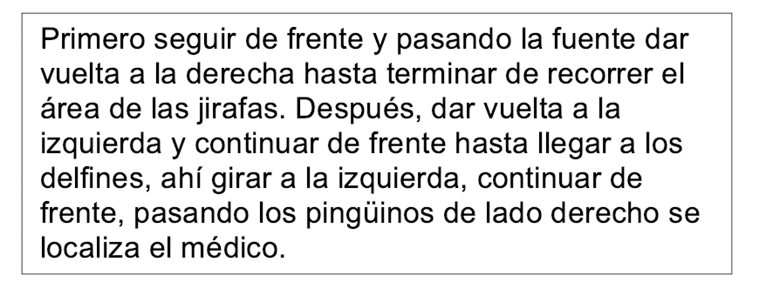 Primero seguir de frente y pasando la fuente dar
vuelta a la derecha hasta terminar de recorrer el
área de las jirafas. Después, dar vuelta a la
izquierda y continuar de frente hasta llegar a los
delfines, ahí girar a la izquierda, continuar de
frente, pasando los pingüinos de lado derecho se
localiza el médico.